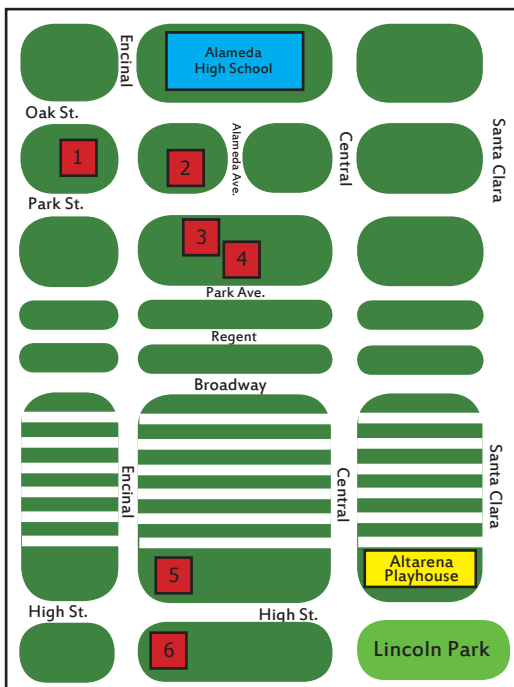 Encinal
Alameda
High School
Oak St.
1
2
Alameda Ave.
Central
Santa Clara
Park St.
3
4
Park Ave.
Regent
Broadway
Encinal
Central
Santa Clara
5
Altarena
Playhouse
High St.
High St.
6
Lincoln Park